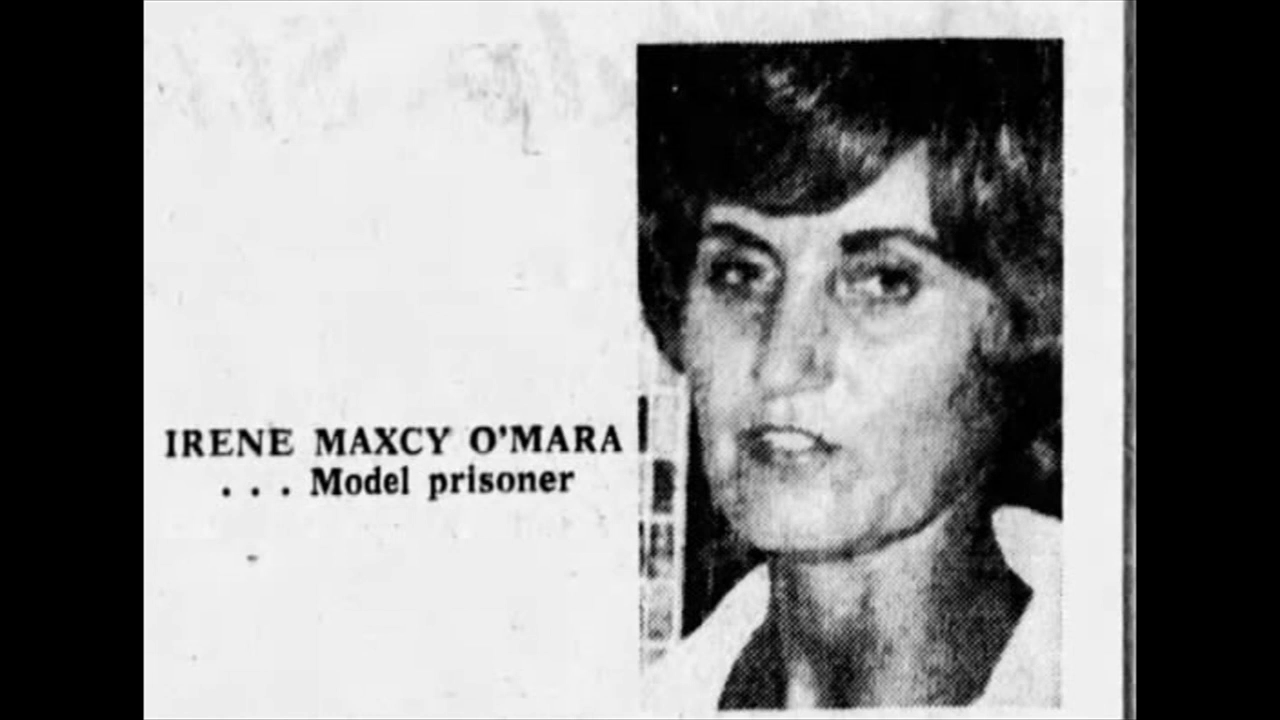 IRENE MAXCY O'MARA
. . . Model prisoner